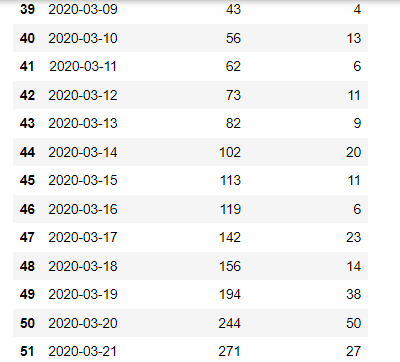 39 2020-03-09 43 4
40 2020-03-10 56 13
41 2020-03-11 62 6
42 2020-03-12 73 11
43 2020-03-13 82 9
44 2020-03-14 102 20
45 2020-03-15 113 11
46 2020-03-16 119 6
47 2020-03-17 142 23
48 2020-03-18 156 14
49 2020-03-19 194 38
50 2020-03-20 244 50
51 2020-03-21 271 27